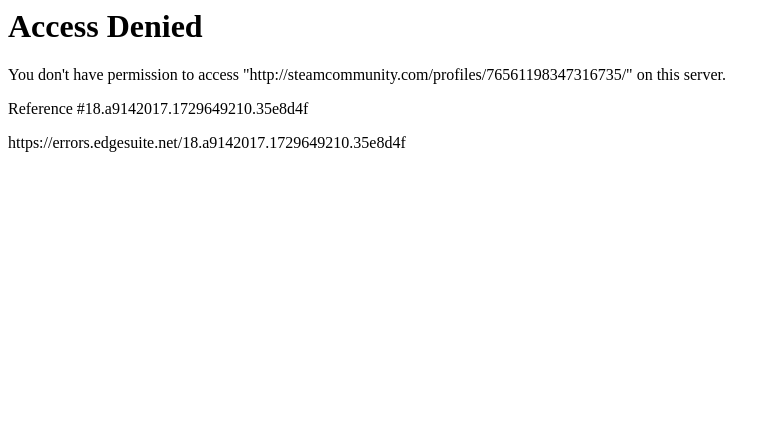 Access Denied
You don't have permission to access "http://steamcommunity.com/profiles/76561198347316735/" on this server.
Reference #18.a9142017.1729649210.35e8d4f
https://errors.edgesuite.net/18.a9142017.1729649210.35e8d4f